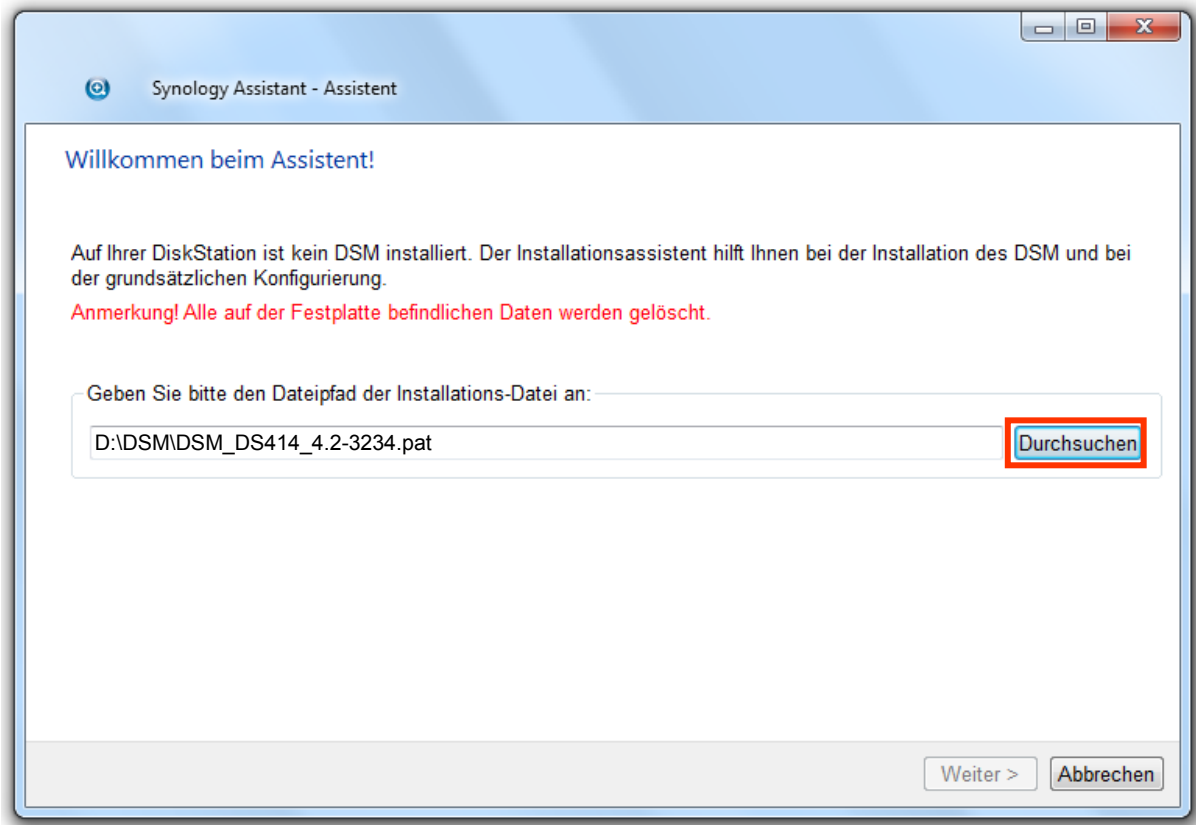 Synology Assistant - Assistent
Willkommen beim Assistent!
Auf Ihrer DiskStation ist kein DSM installiert. Der Installationsassistent hilft Ihnen bei der Installation des DSM und bei
der grundsätzlichen Konfigurierung.
Anmerkung! Alle auf der Festplatte befindlichen Daten werden gelöscht.
Geben Sie bitte den Dateipfad der Installations-Datei an:
D:\DSM\DSM_DS414_4.2-3234.pat
Durchsuchen
Weiter >
Abbrechen